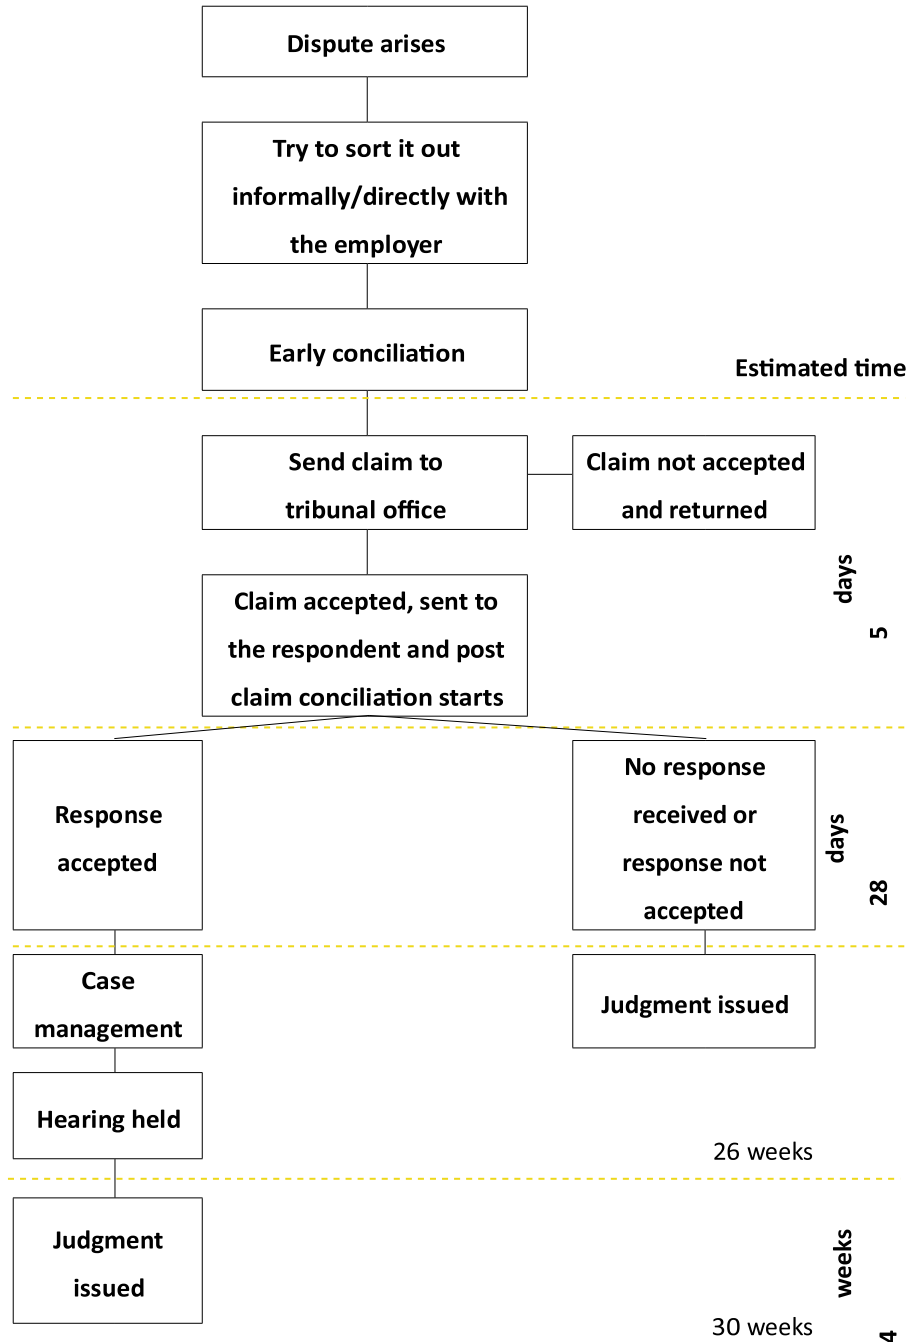 Dispute arises
Try to sort it out
informally/directly with
the employer
Early conciliation
Estimated time
Send claim to
tribunal office
Claim not accepted
and returned
days
5
Claim accepted, sent to
the respondent and post
claim conciliation starts
Response
accepted
No response
received or
response not
accepted
days
28
Case
management
Judgment issued
Hearing held
26 weeks
Judgment
issued
weeks
4
30 weeks